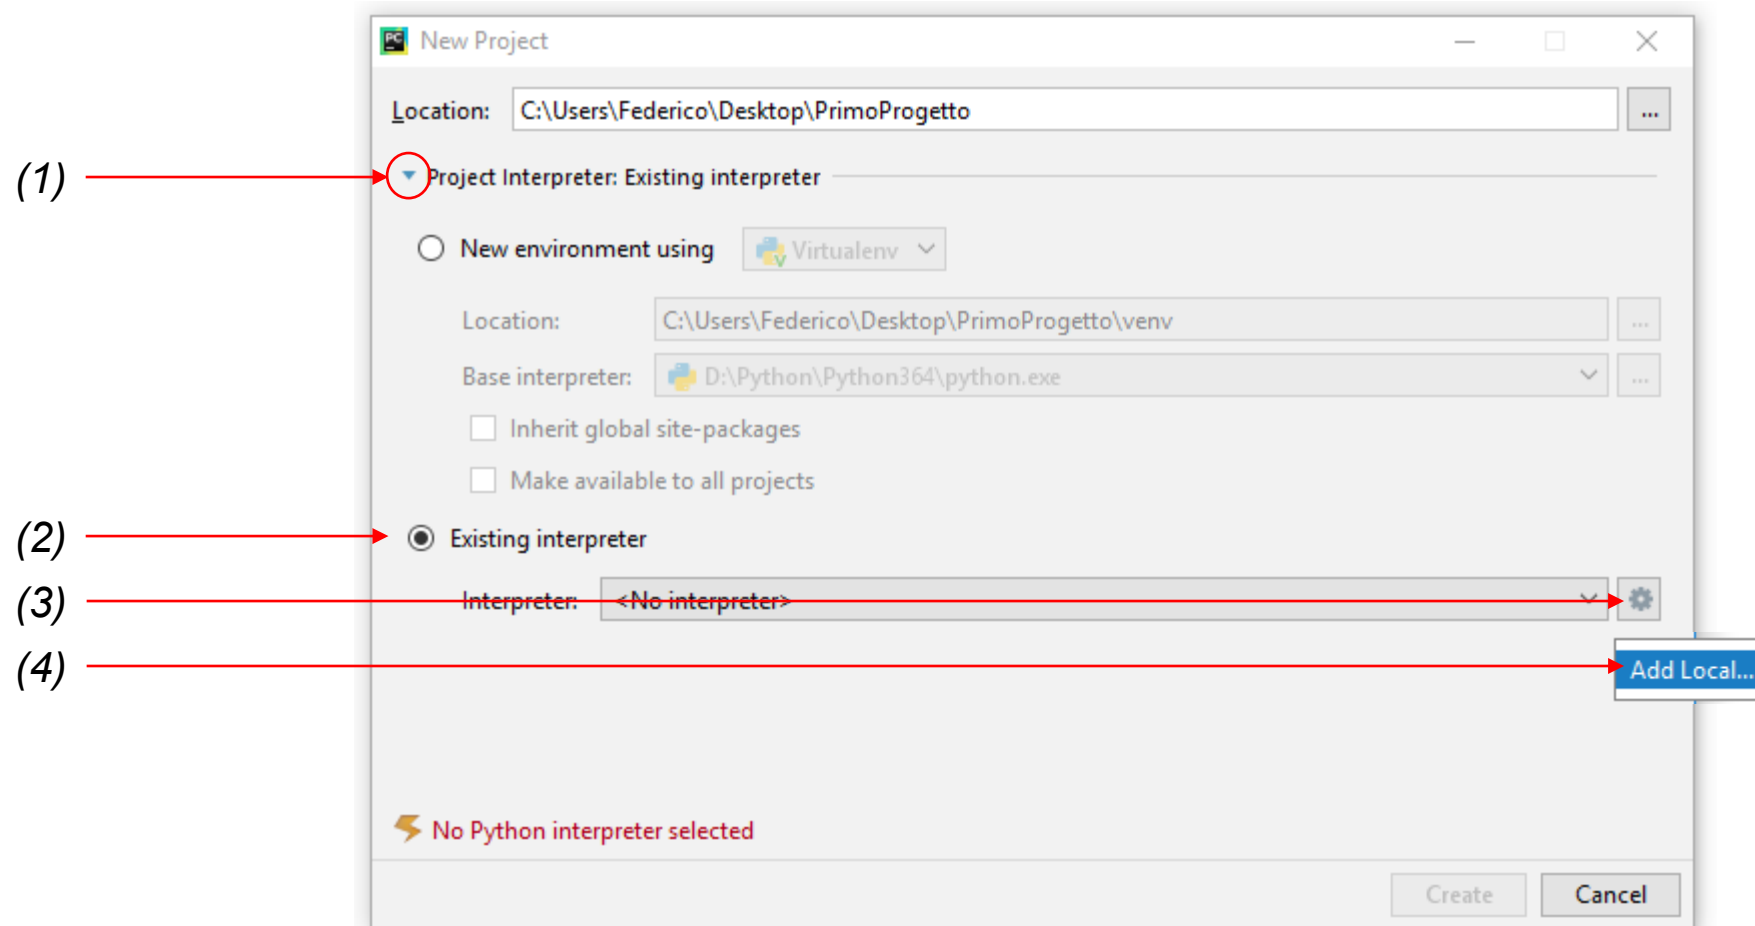 PC New Project
Location: C:\Users\Federico\Desktop\PrimoProgetto ...
(1) Project Interpreter: Existing interpreter
New environment using Virtualenv
Location: C:\Users\Federico\Desktop\PrimoProgetto\venv ...
Base interpreter: D:\Python\Python364\python.exe ...
Inherit global site-packages
Make available to all projects
(2) Existing interpreter
(3) Interpreter: <No interpreter>
(4) Add Local...
No Python interpreter selected
Create Cancel